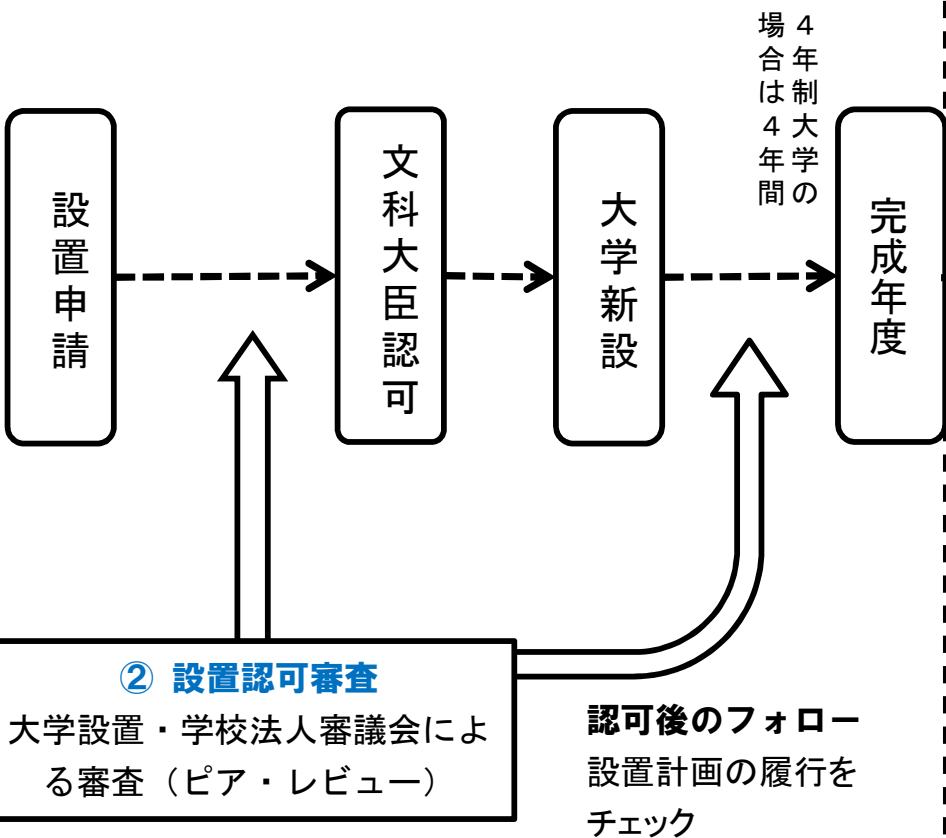 設置申請
文科大臣認可
大学新設
４年制大学の
場合は４年間
完成年度
② 設置認可審査
大学設置・学校法人審議会によ
る審査（ピア・レビュー）
認可後のフォロー
設置計画の履行を
チェック